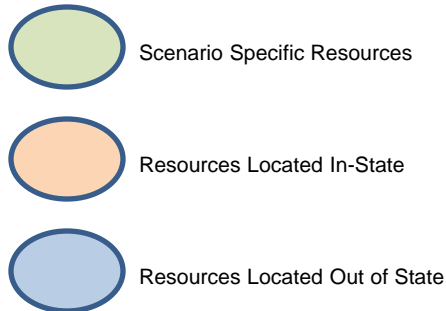 Scenario Specific Resources
Resources Located In-State
Resources Located Out of State